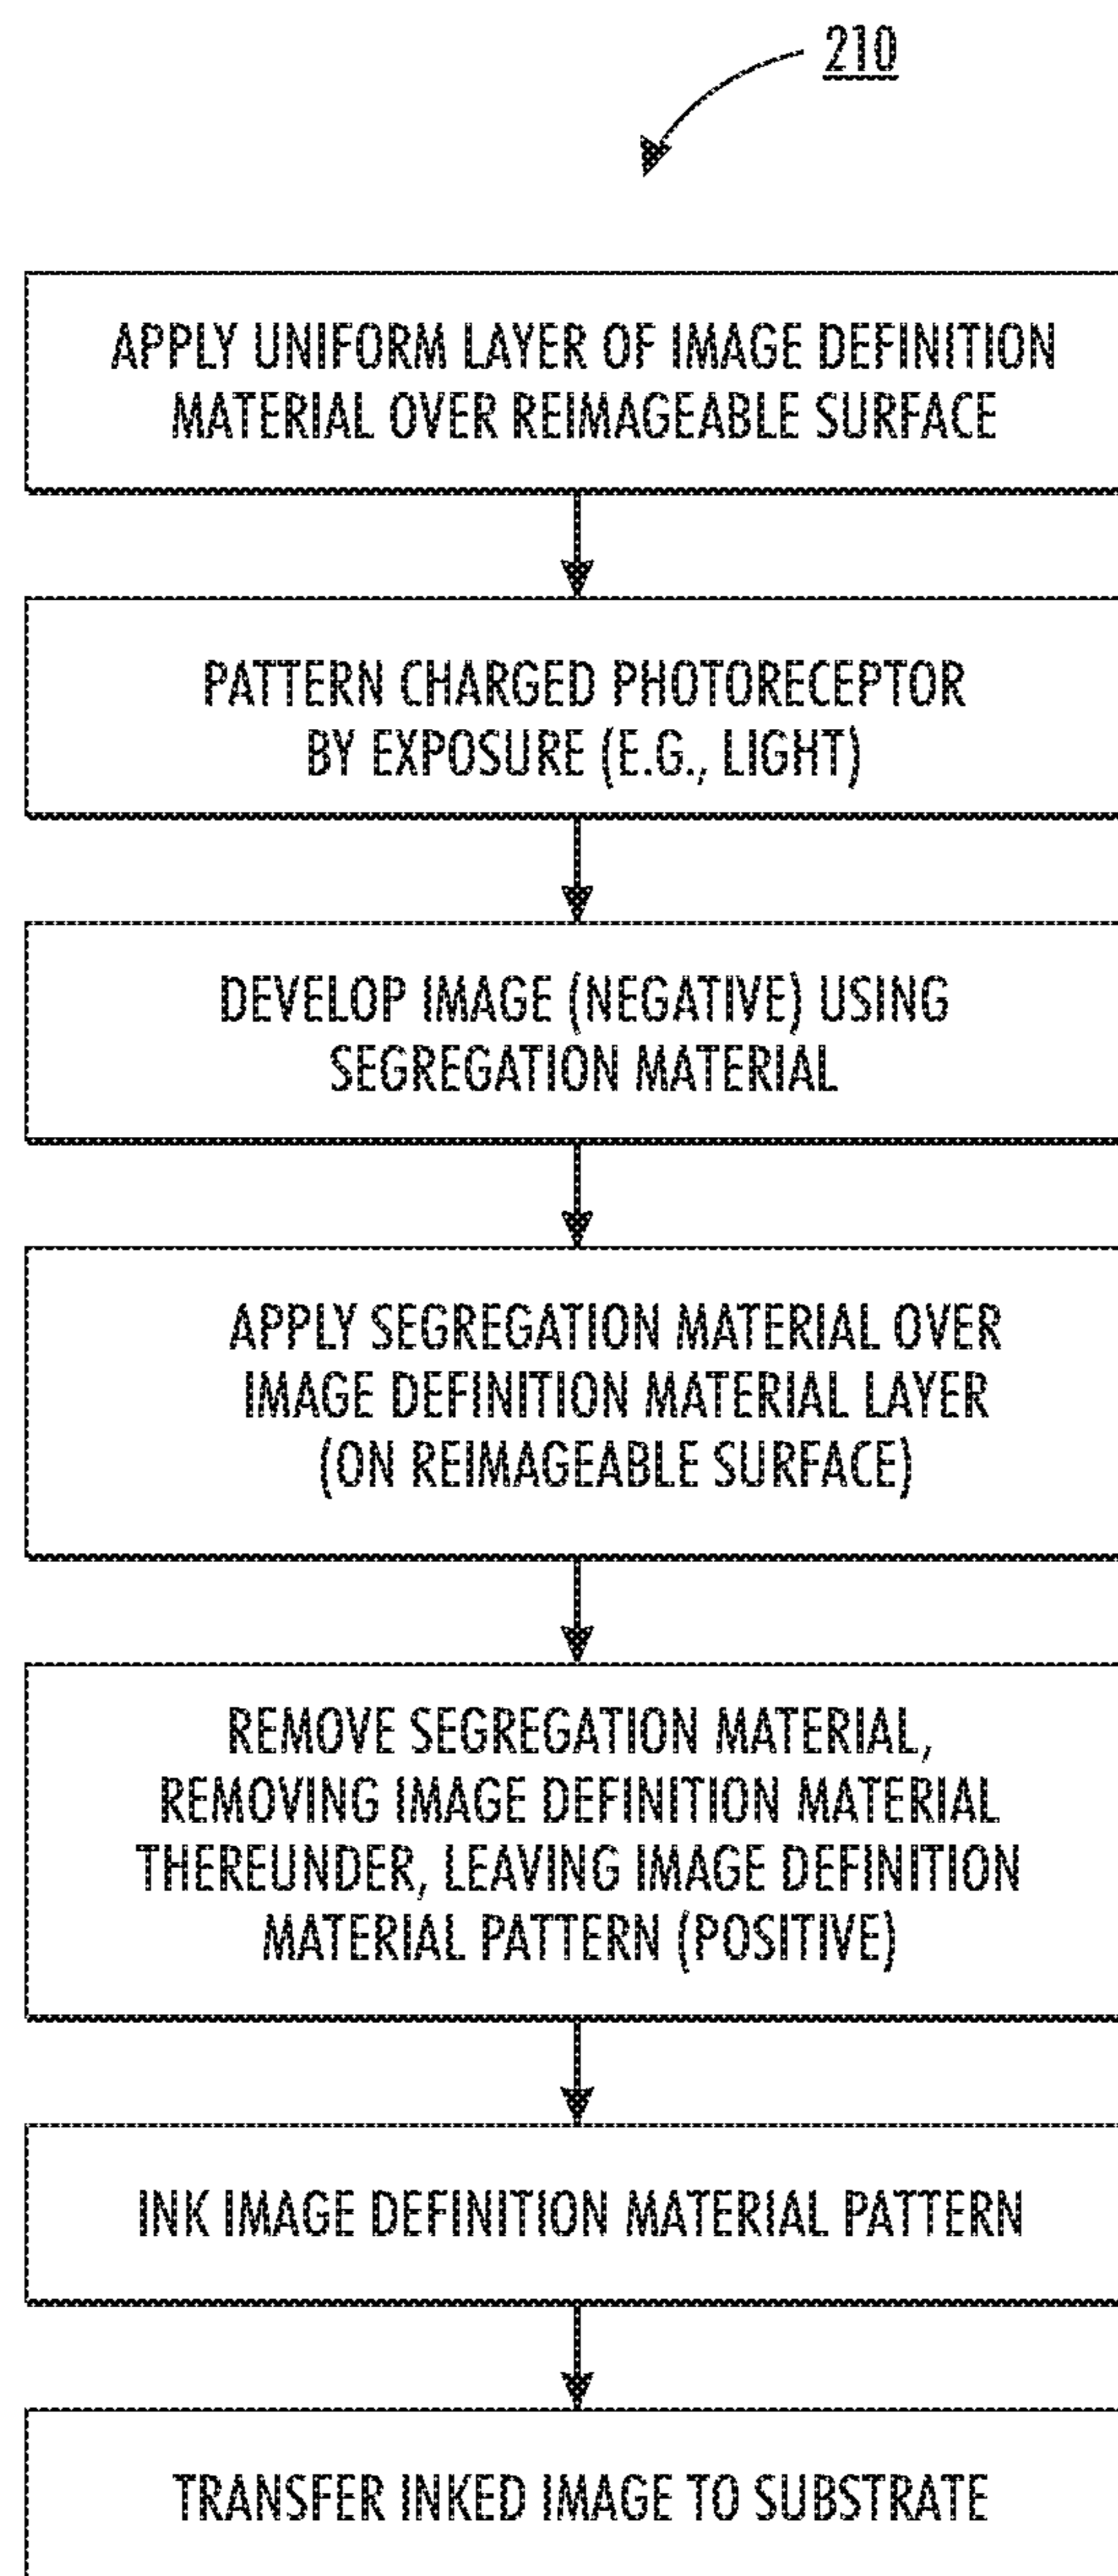 210
APPLY UNIFORM LAYER OF IMAGE DEFINITION
MATERIAL OVER REIMAGEABLE SURFACE
PATTERN CHARGED PHOTORECEPTOR
BY EXPOSURE (E.G., LIGHT)
DEVELOP IMAGE (NEGATIVE) USING
SEGREGATION MATERIAL
APPLY SEGREGATION MATERIAL OVER
IMAGE DEFINITION MATERIAL LAYER
(ON REIMAGEABLE SURFACE)
REMOVE SEGREGATION MATERIAL,
REMOVING IMAGE DEFINITION MATERIAL
THEREUNDER, LEAVING IMAGE DEFINITION
MATERIAL PATTERN (POSITIVE)
INK IMAGE DEFINITION MATERIAL PATTERN
TRANSFER INKED IMAGE TO SUBSTRATE